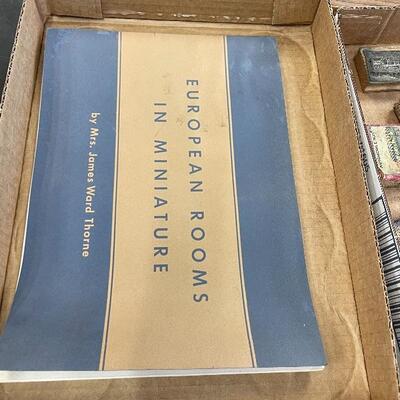 EUROPEAN ROOMS
IN MINIATURE
by Mrs. James Ward Thorne